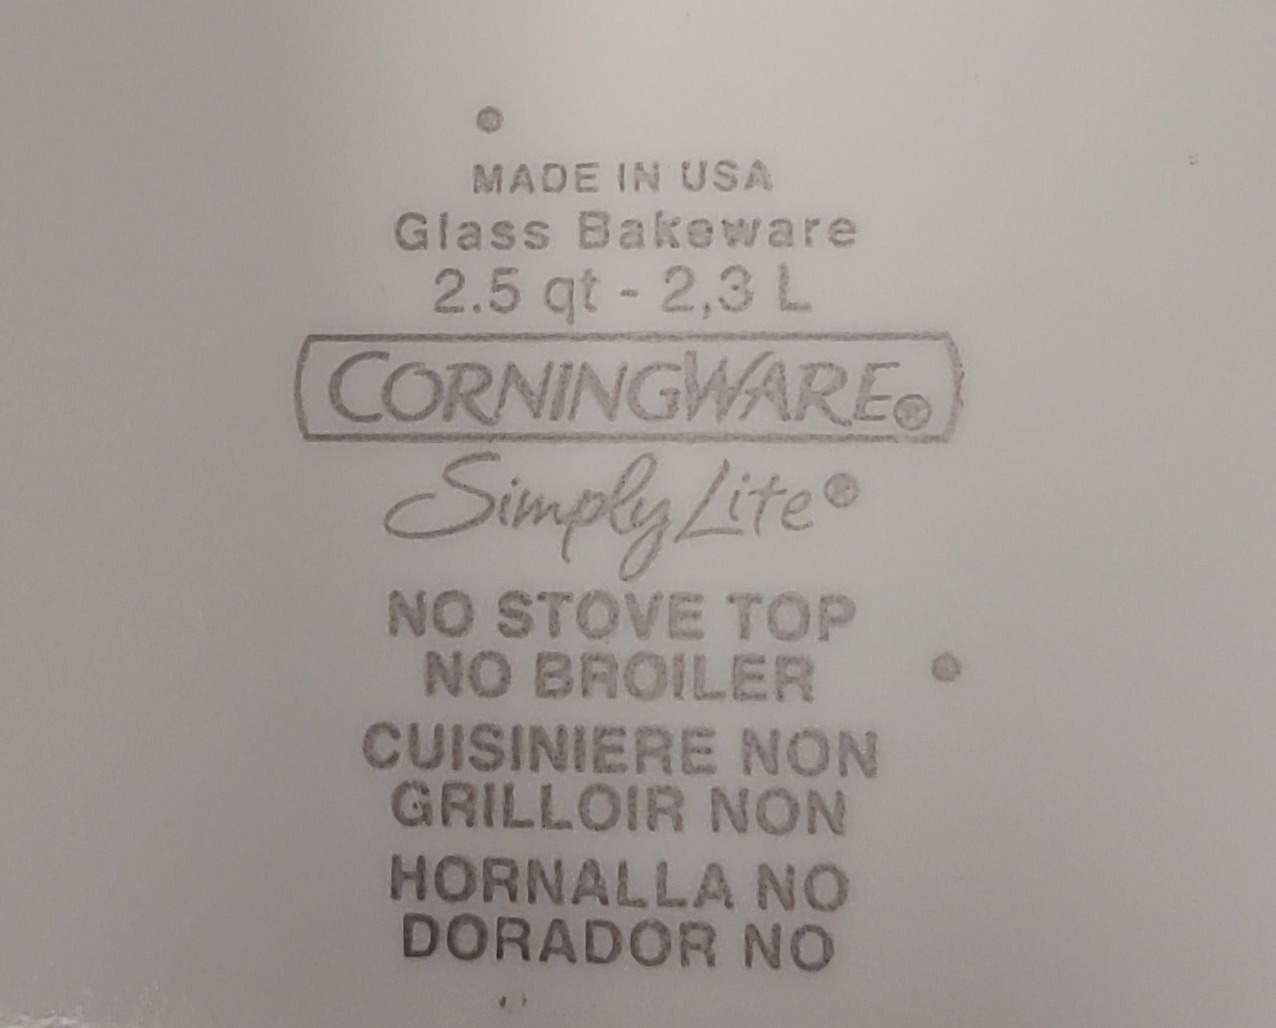 MADE IN USA
Glass Bakeware
2.5 qt - 2,3 L
CORNINGWARE®
Simply Lite®
NO STOVE TOP
NO BROILER
CUISINIERE NON
GRILLOIR NON
HORNALLA NO
DORADOR NO